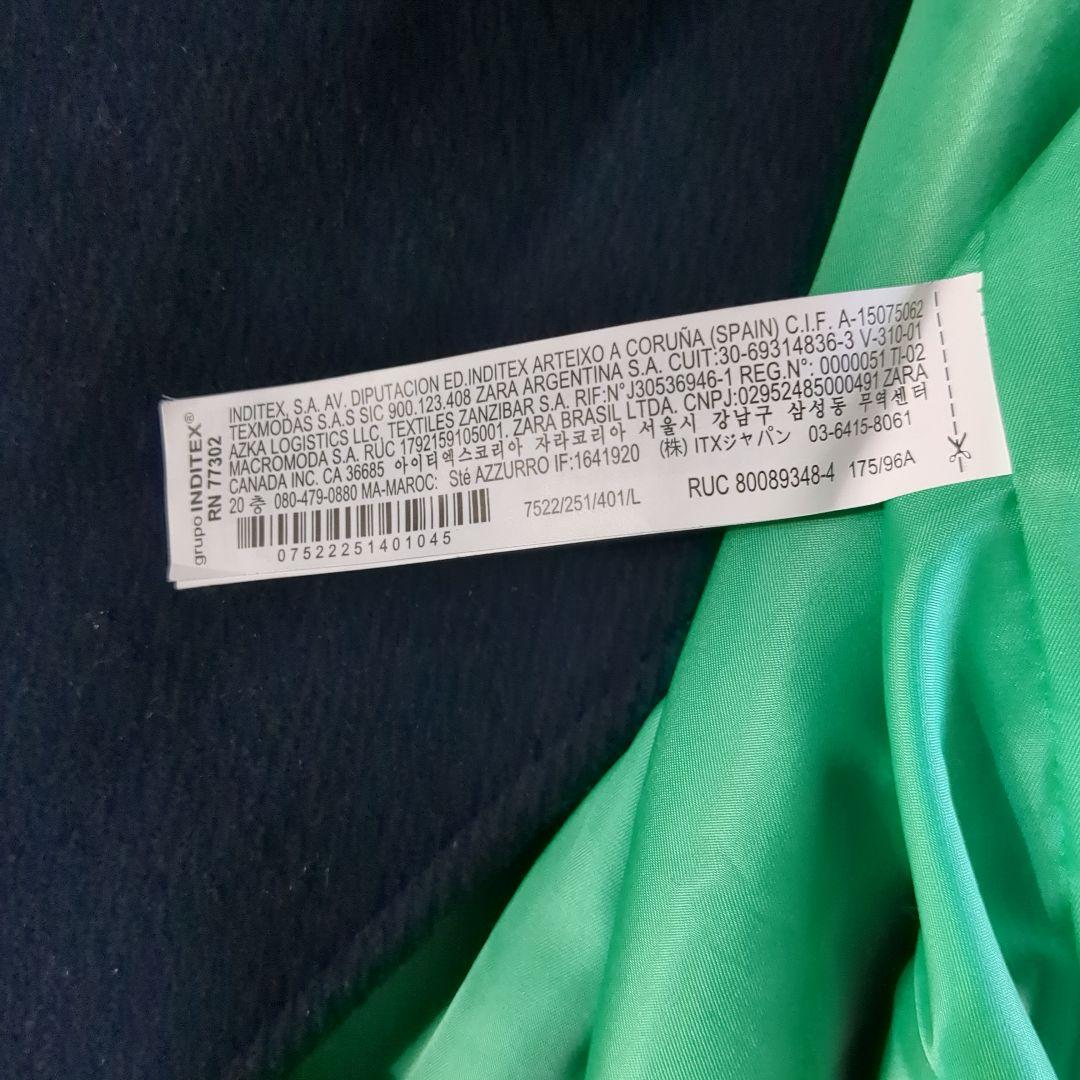 grupo INDITEX®
RN 77302
INDITEX, S.A. AV. DIPUTACION ED.INDITEX ARTEIXO A CORUÑA (SPAIN) C.I.F. A-15075062
TEXMODAS S.A.S SIC 900.123.408 ZARA ARGENTINA S.A. CUIT:30-69314836-3 V-310-01
AZKA LOGISTICS LLC, TEXTILES ZANZIBAR S.A. RIF:N°J30536946-1 REG.N°: 0000051 TI-02
MACROMODA S.A. RUC 1792159105001, ZARA BRASIL LTDA. CNPJ:02952485000491 ZARA
CANADA INC. CA 36685 아이티엑스코리아 자라코리아 서울시 강남구 삼성동 무역센터
20 층 080-479-0880 MA-MAROC: Sté AZZURRO IF:1641920 (株) ITXジャパン 03-6415-8061
7522/251/401/L RUC 80089348-4 175/96A
07522251401045